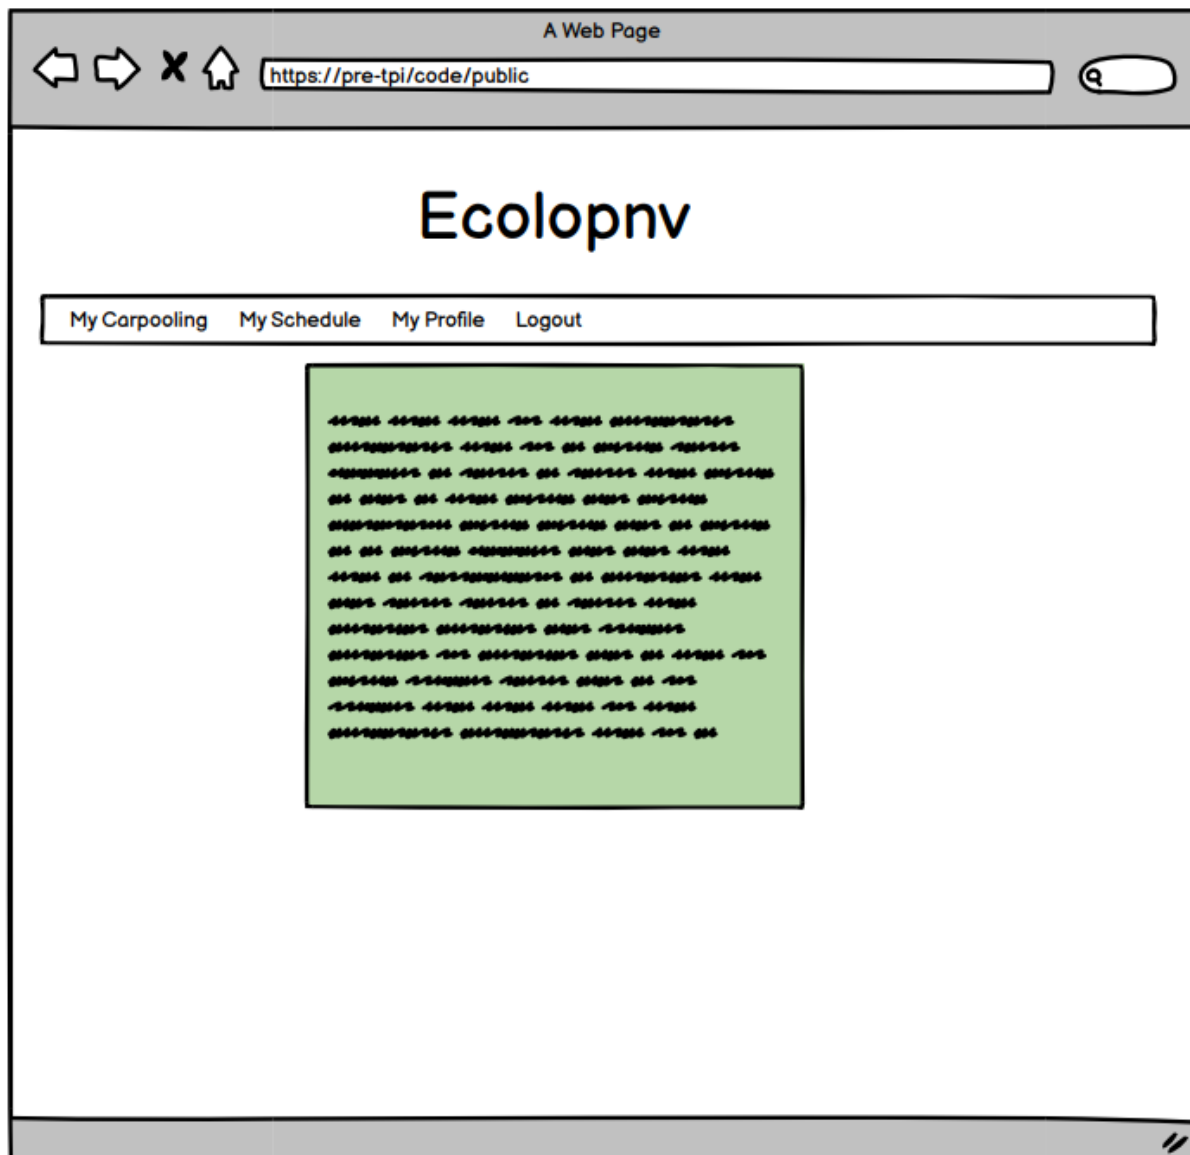 A Web Page
https://pre-tpi/code/public
Ecolopnv
My Carpooling My Schedule My Profile Logout